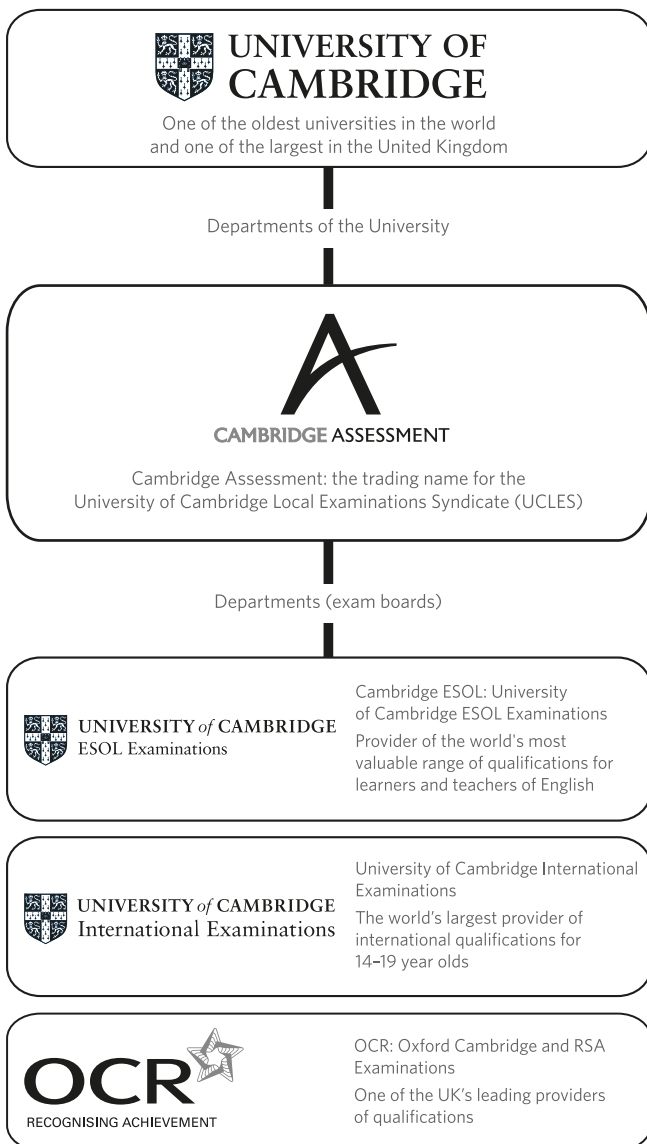 UNIVERSITY OF
CAMBRIDGE
One of the oldest universities in the world
and one of the largest in the United Kingdom
Departments of the University
CAMBRIDGE ASSESSMENT
Cambridge Assessment: the trading name for the
University of Cambridge Local Examinations Syndicate (UCLES)
Departments (exam boards)
UNIVERSITY of CAMBRIDGE
ESOL Examinations
Cambridge ESOL: University
of Cambridge ESOL Examinations
Provider of the world's most
valuable range of qualifications for
learners and teachers of English
UNIVERSITY of CAMBRIDGE
International Examinations
University of Cambridge International
Examinations
The world's largest provider of
international qualifications for
14–19 year olds
OCR
RECOGNISING ACHIEVEMENT
OCR: Oxford Cambridge and RSA
Examinations
One of the UK's leading providers
of qualifications